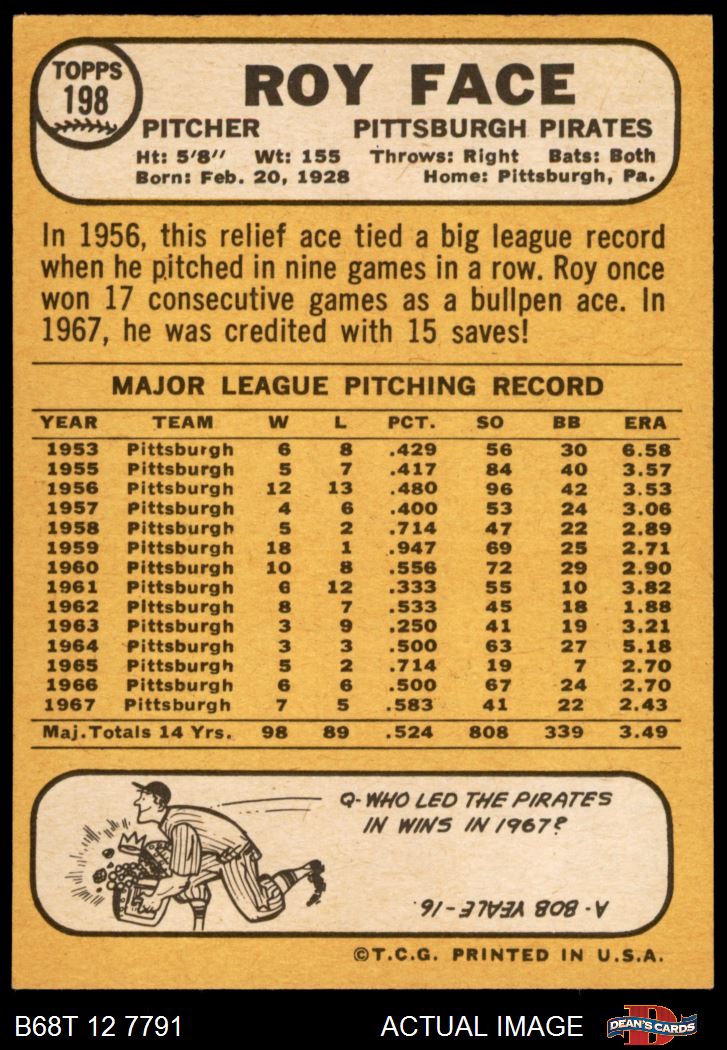 TOPPS
198
ROY FACE
PITCHER PITTSBURGH PIRATES
Ht: 5'8" Wt: 155 Throws: Right Bats: Both
Born: Feb. 20, 1928 Home: Pittsburgh, Pa.
In 1956, this relief ace tied a big league record
when he pitched in nine games in a row. Roy once
won 17 consecutive games as a bullpen ace. In
1967, he was credited with 15 saves!
MAJOR LEAGUE PITCHING RECORD
YEAR TEAM W L PCT. SO BB ERA
1953 Pittsburgh 6 8 .429 56 30 6.58
1955 Pittsburgh 5 7 .417 84 40 3.57
1956 Pittsburgh 12 13 .480 96 42 3.53
1957 Pittsburgh 4 6 .400 53 24 3.06
1958 Pittsburgh 5 2 .714 47 22 2.89
1959 Pittsburgh 18 1 .947 69 25 2.71
1960 Pittsburgh 10 8 .556 72 29 2.90
1961 Pittsburgh 6 12 .333 55 10 3.82
1962 Pittsburgh 8 7 .533 45 18 1.88
1963 Pittsburgh 3 9 .250 41 19 3.21
1964 Pittsburgh 3 3 .500 63 27 5.18
1965 Pittsburgh 5 2 .714 19 7 2.70
1966 Pittsburgh 6 6 .500 67 24 2.70
1967 Pittsburgh 7 5 .583 41 22 2.43
Maj. Totals 14 Yrs. 98 89 .524 808 339 3.49
Q- WHO LED THE PIRATES
IN WINS IN 1967?
A - BOB VEALE - 16.
©T.C.G. PRINTED IN U.S.A.
B68T 12 7791 ACTUAL IMAGE DEAN'S CARDS